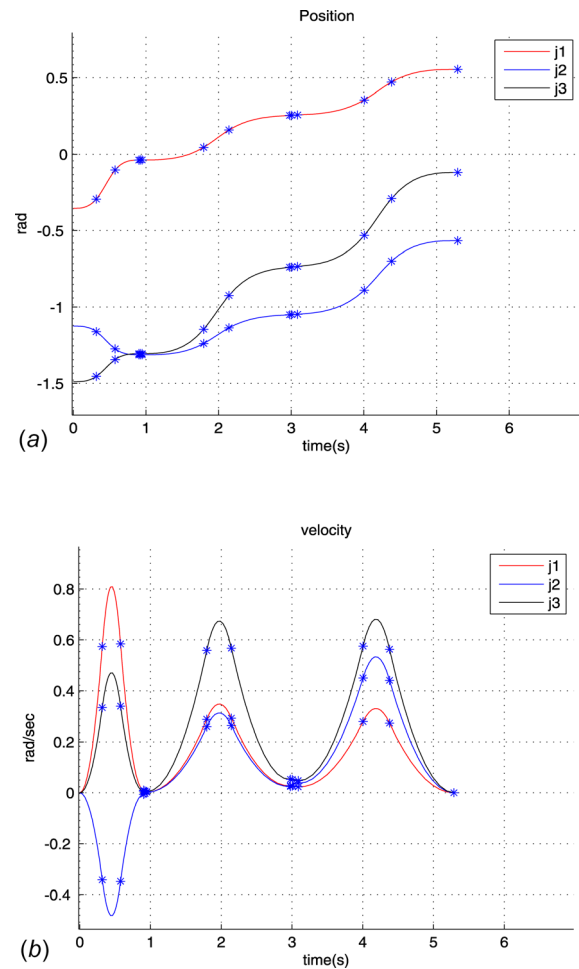 Position
j1
j2
j3
0.5
0
-0.5
-1
-1.5
rad
0 1 2 3 4 5 6
time(s)
(a)
velocity
j1
j2
j3
0.8
0.6
0.4
0.2
0
-0.2
-0.4
rad/sec
0 1 2 3 4 5 6
time(s)
(b)